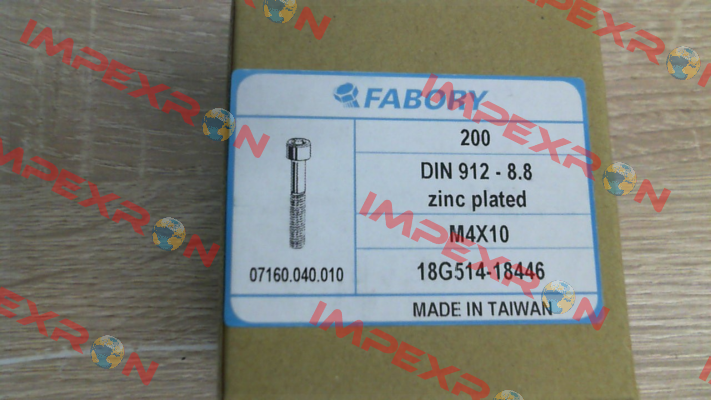 FABORY
200
DIN 912 - 8.8
zinc plated
M4X10
07160.040.010
18G514-18446
MADE IN TAIWAN
IMPEXRON
IMPEXRON
IMPEXRON
IMPEXRON
IMPEXRON